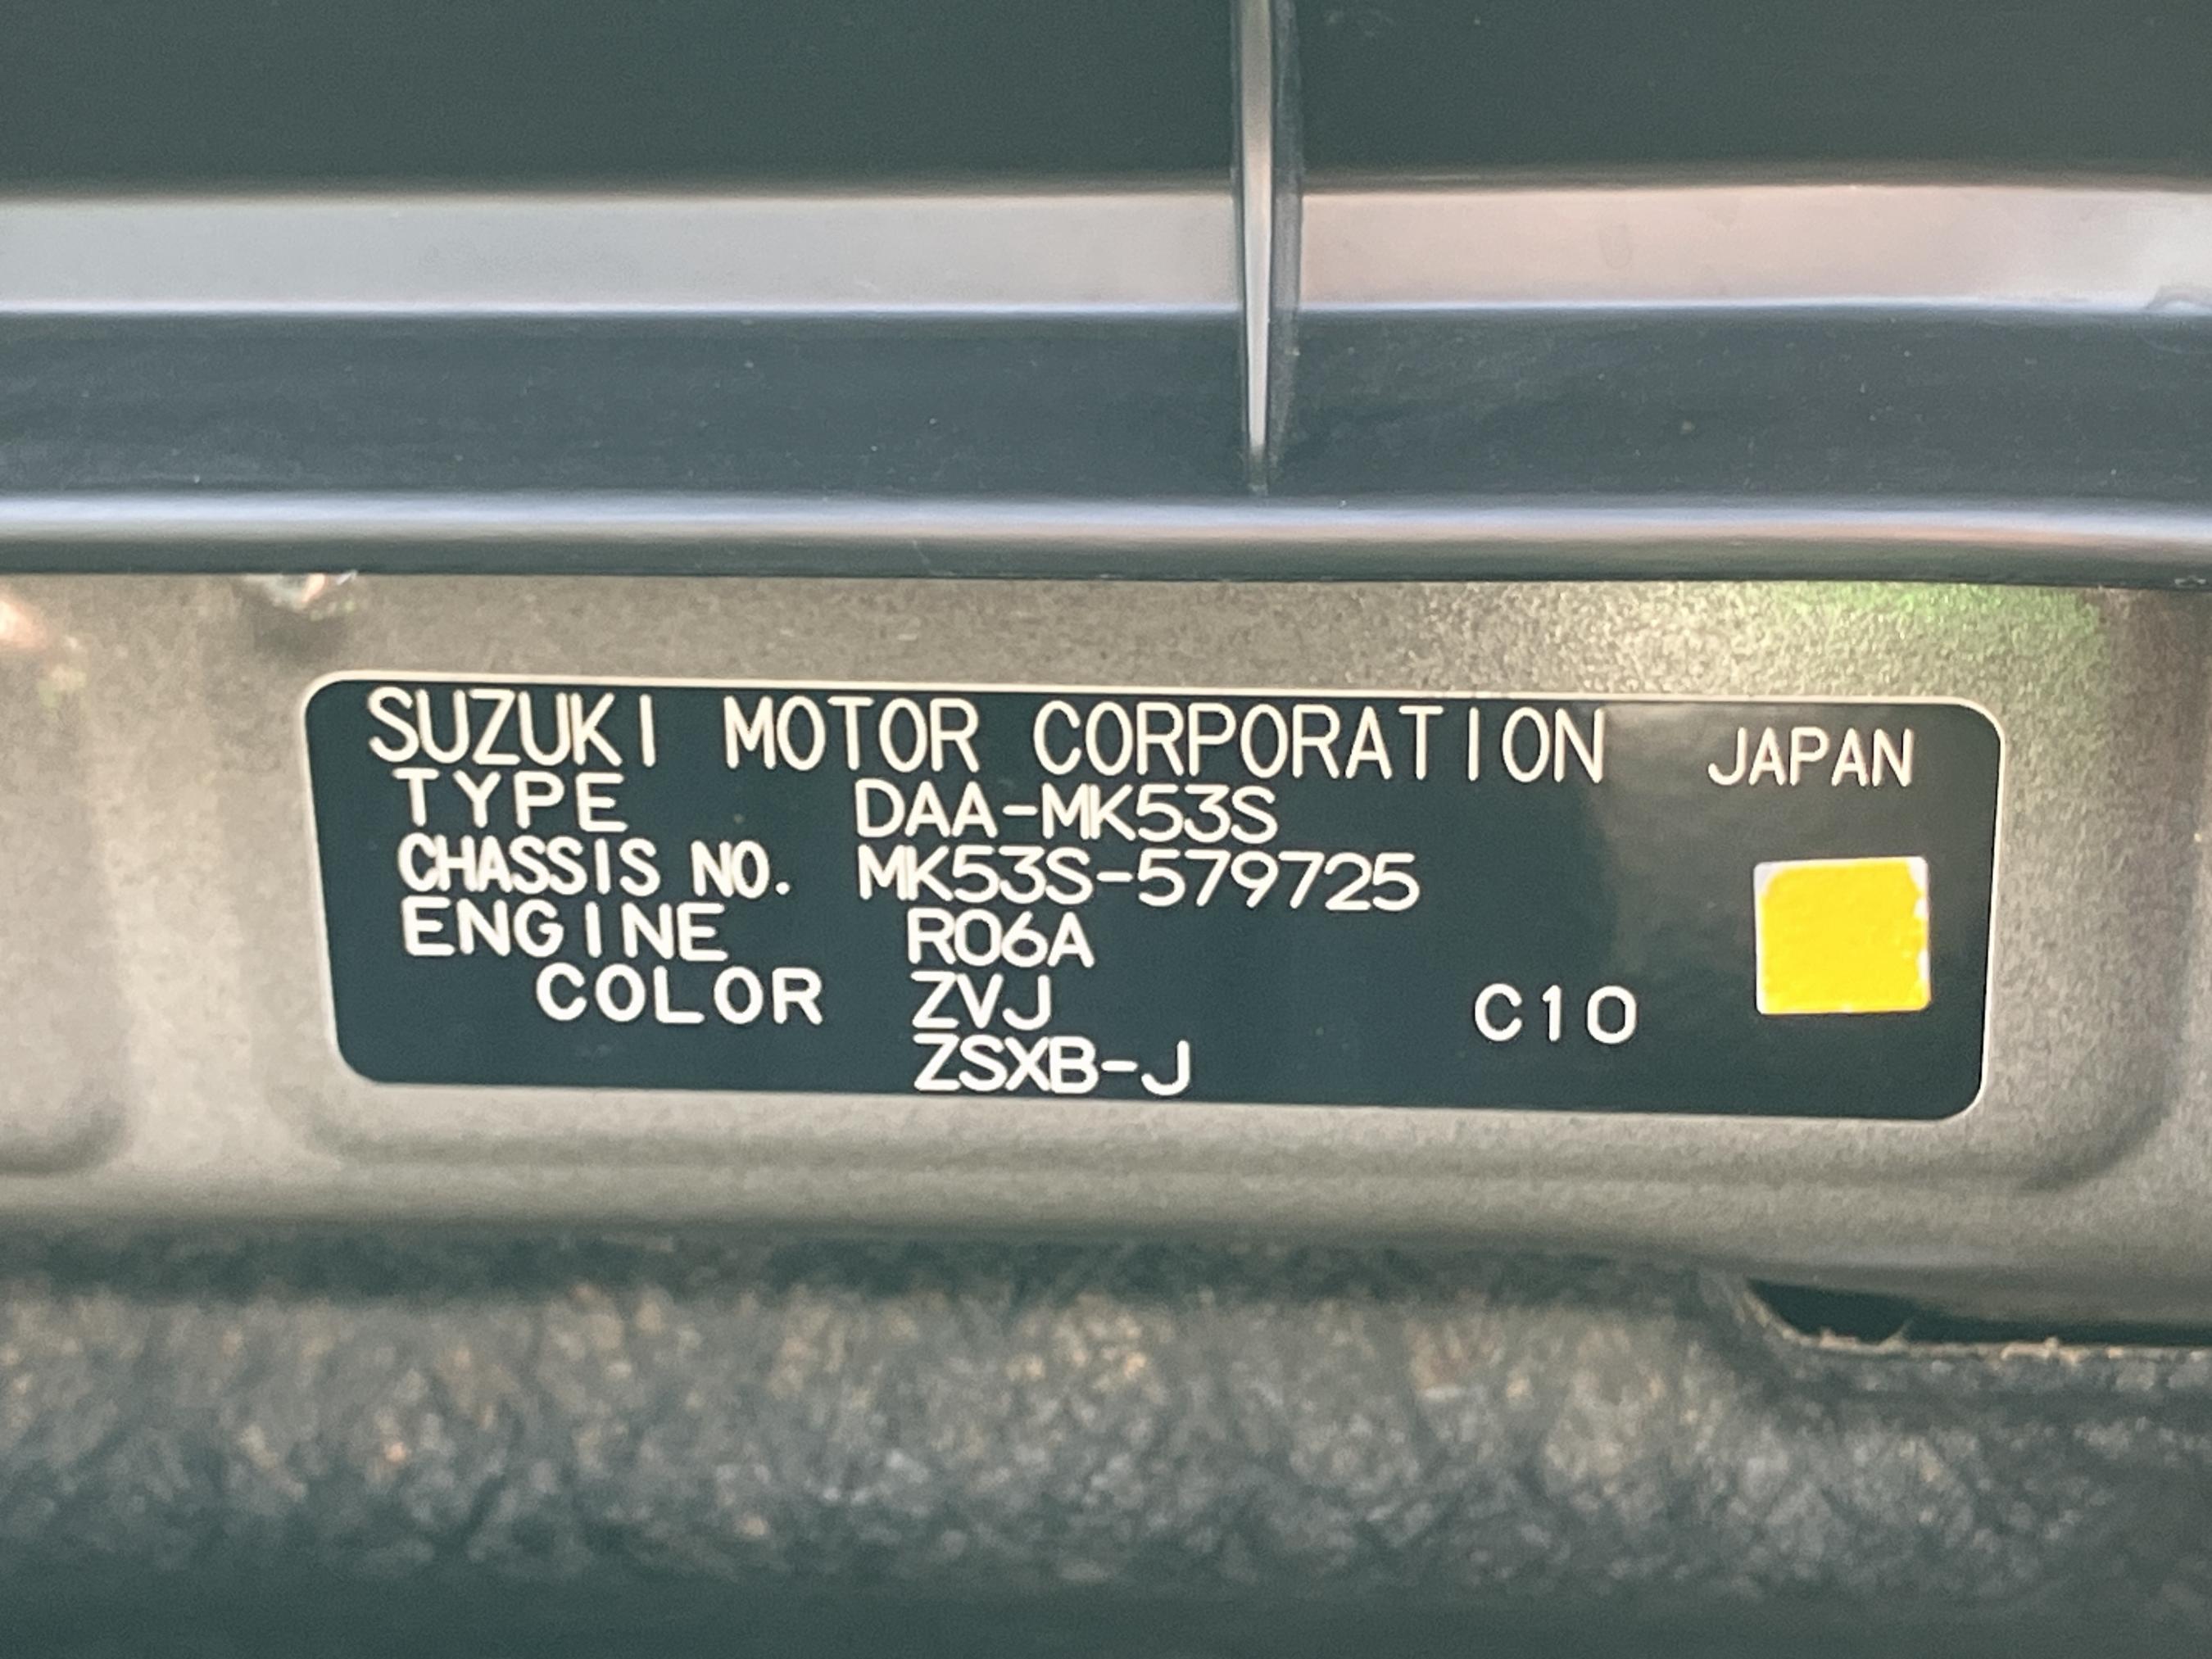 SUZUKI MOTOR CORPORATION JAPAN
TYPE DAA-MK53S
CHASSIS NO. MK53S-579725
ENGINE R06A
COLOR ZVJ C10
ZSXB-J